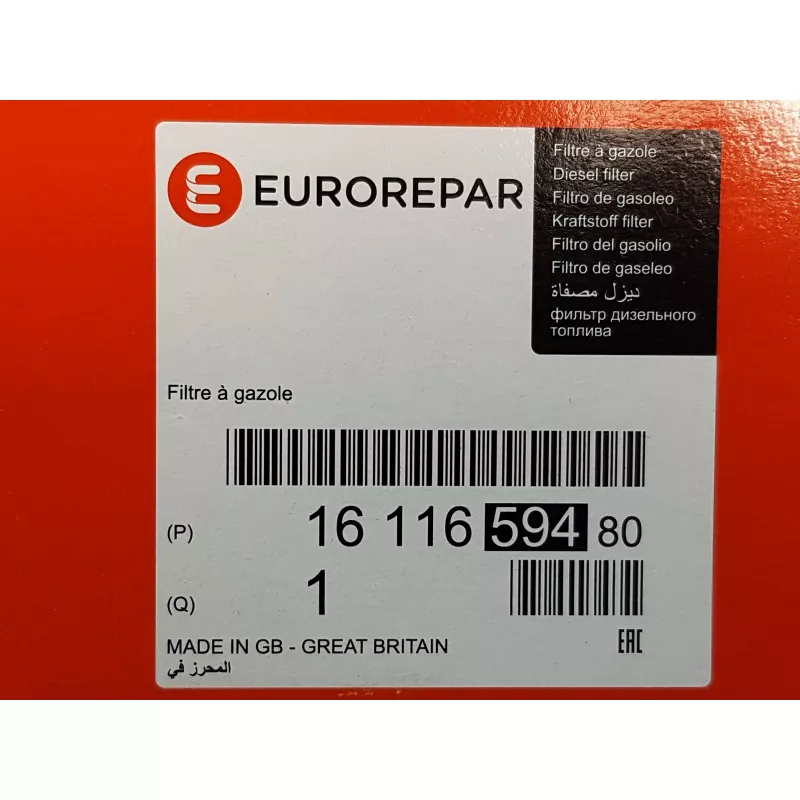 EUROREPAR
Filtre à gazole
Diesel filter
Filtro de gasoleo
Kraftstoff filter
Filtro del gasolio
Filtro de gaseleo
ديزل مصفاة
фильтр дизельного
топлива
Filtre à gazole
(P) 16 116 594 80
(Q) 1
MADE IN GB - GREAT BRITAIN
EAC
المحرز في